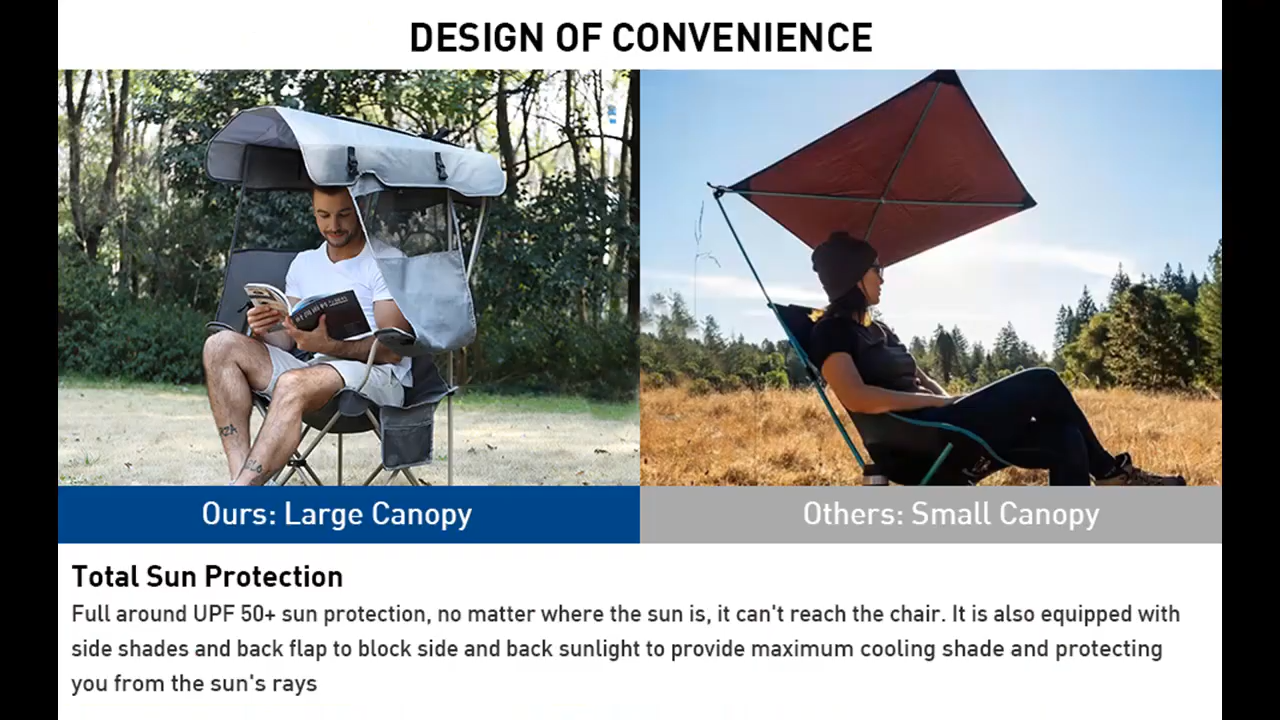 DESIGN OF CONVENIENCE
Ours: Large Canopy
Others: Small Canopy
Total Sun Protection
Full around UPF 50+ sun protection, no matter where the sun is, it can't reach the chair. It is also equipped with
side shades and back flap to block side and back sunlight to provide maximum cooling shade and protecting
you from the sun's rays